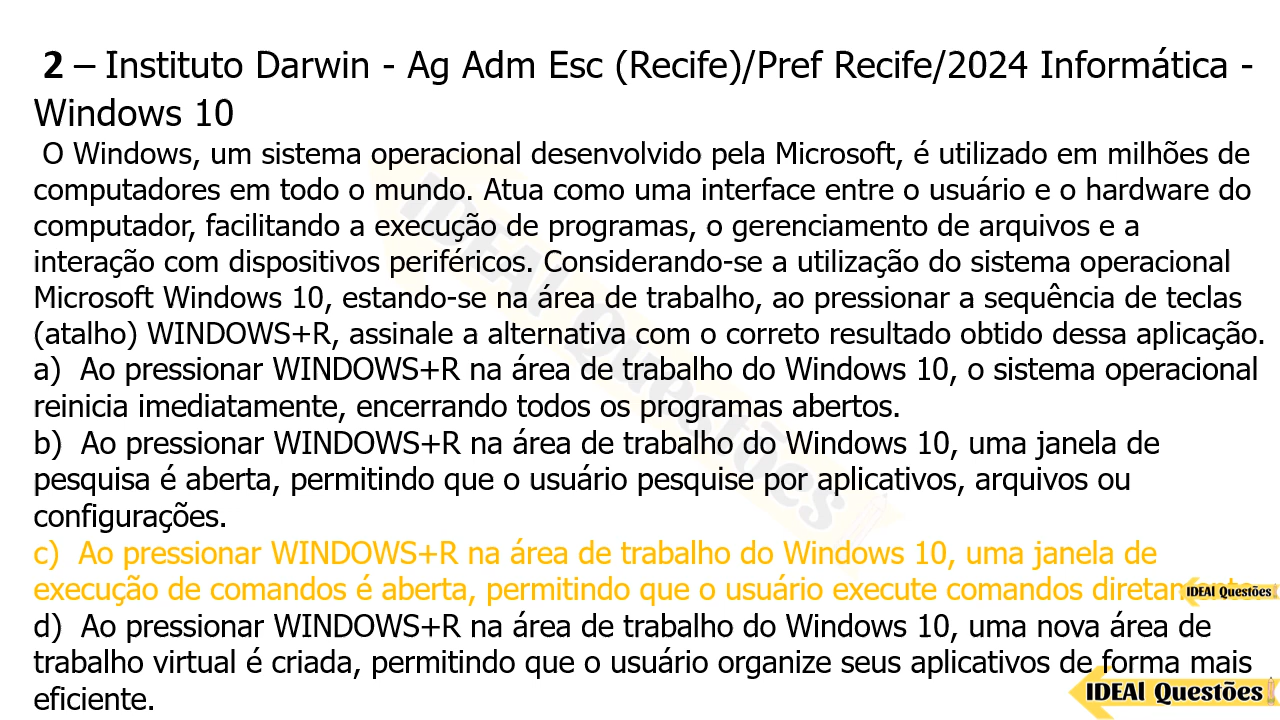 2 – Instituto Darwin - Ag Adm Esc (Recife)/Pref Recife/2024 Informática -
Windows 10
O Windows, um sistema operacional desenvolvido pela Microsoft, é utilizado em milhões de
computadores em todo o mundo. Atua como uma interface entre o usuário e o hardware do
computador, facilitando a execução de programas, o gerenciamento de arquivos e a
interação com dispositivos periféricos. Considerando-se a utilização do sistema operacional
Microsoft Windows 10, estando-se na área de trabalho, ao pressionar a sequência de teclas
(atalho) WINDOWS+R, assinale a alternativa com o correto resultado obtido dessa aplicação.
a) Ao pressionar WINDOWS+R na área de trabalho do Windows 10, o sistema operacional
reinicia imediatamente, encerrando todos os programas abertos.
b) Ao pressionar WINDOWS+R na área de trabalho do Windows 10, uma janela de
pesquisa é aberta, permitindo que o usuário pesquise por aplicativos, arquivos ou
configurações.
c) Ao pressionar WINDOWS+R na área de trabalho do Windows 10, uma janela de
execução de comandos é aberta, permitindo que o usuário execute comandos
IDEAl Questões
d) Ao pressionar WINDOWS+R na área de trabalho do Windows 10, uma nova área de
trabalho virtual é criada, permitindo que o usuário organize seus aplicativos de forma mais
eficiente.
IDEAl Questões
IDEAl Questões